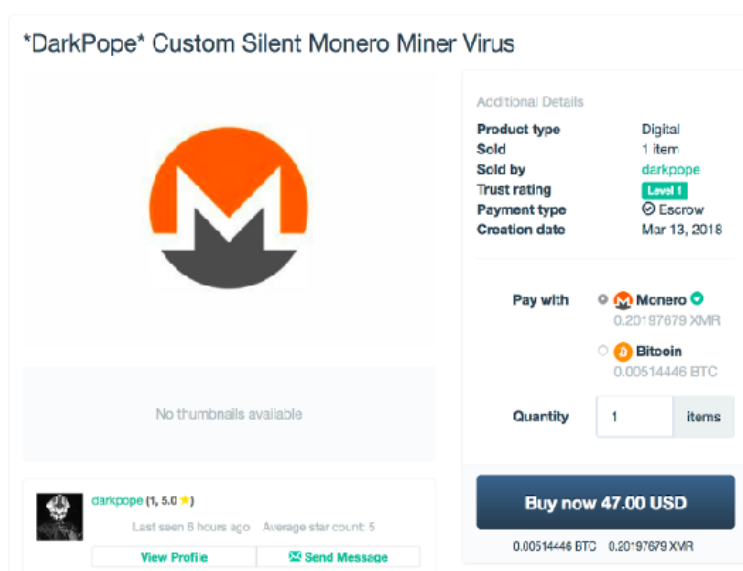 *DarkPope* Custom Silent Monero Miner Virus
Additional Details
Product type Digital
Sold 1 item
Sold by darkpope
Trust rating Level 1
Payment type Escrow
Creation date Mar 13, 2018
Pay with Monero
0.20197679 XMR
Bitcoin
0.00514446 BTC
No thumbnails available
Quantity 1 items
Buy now 47.00 USD
0.00514446 BTC 0.20197679 XMR
darkpope (1, 5.0 ★)
Last seen 8 hours ago Average star count: 5
View Profile Send Message